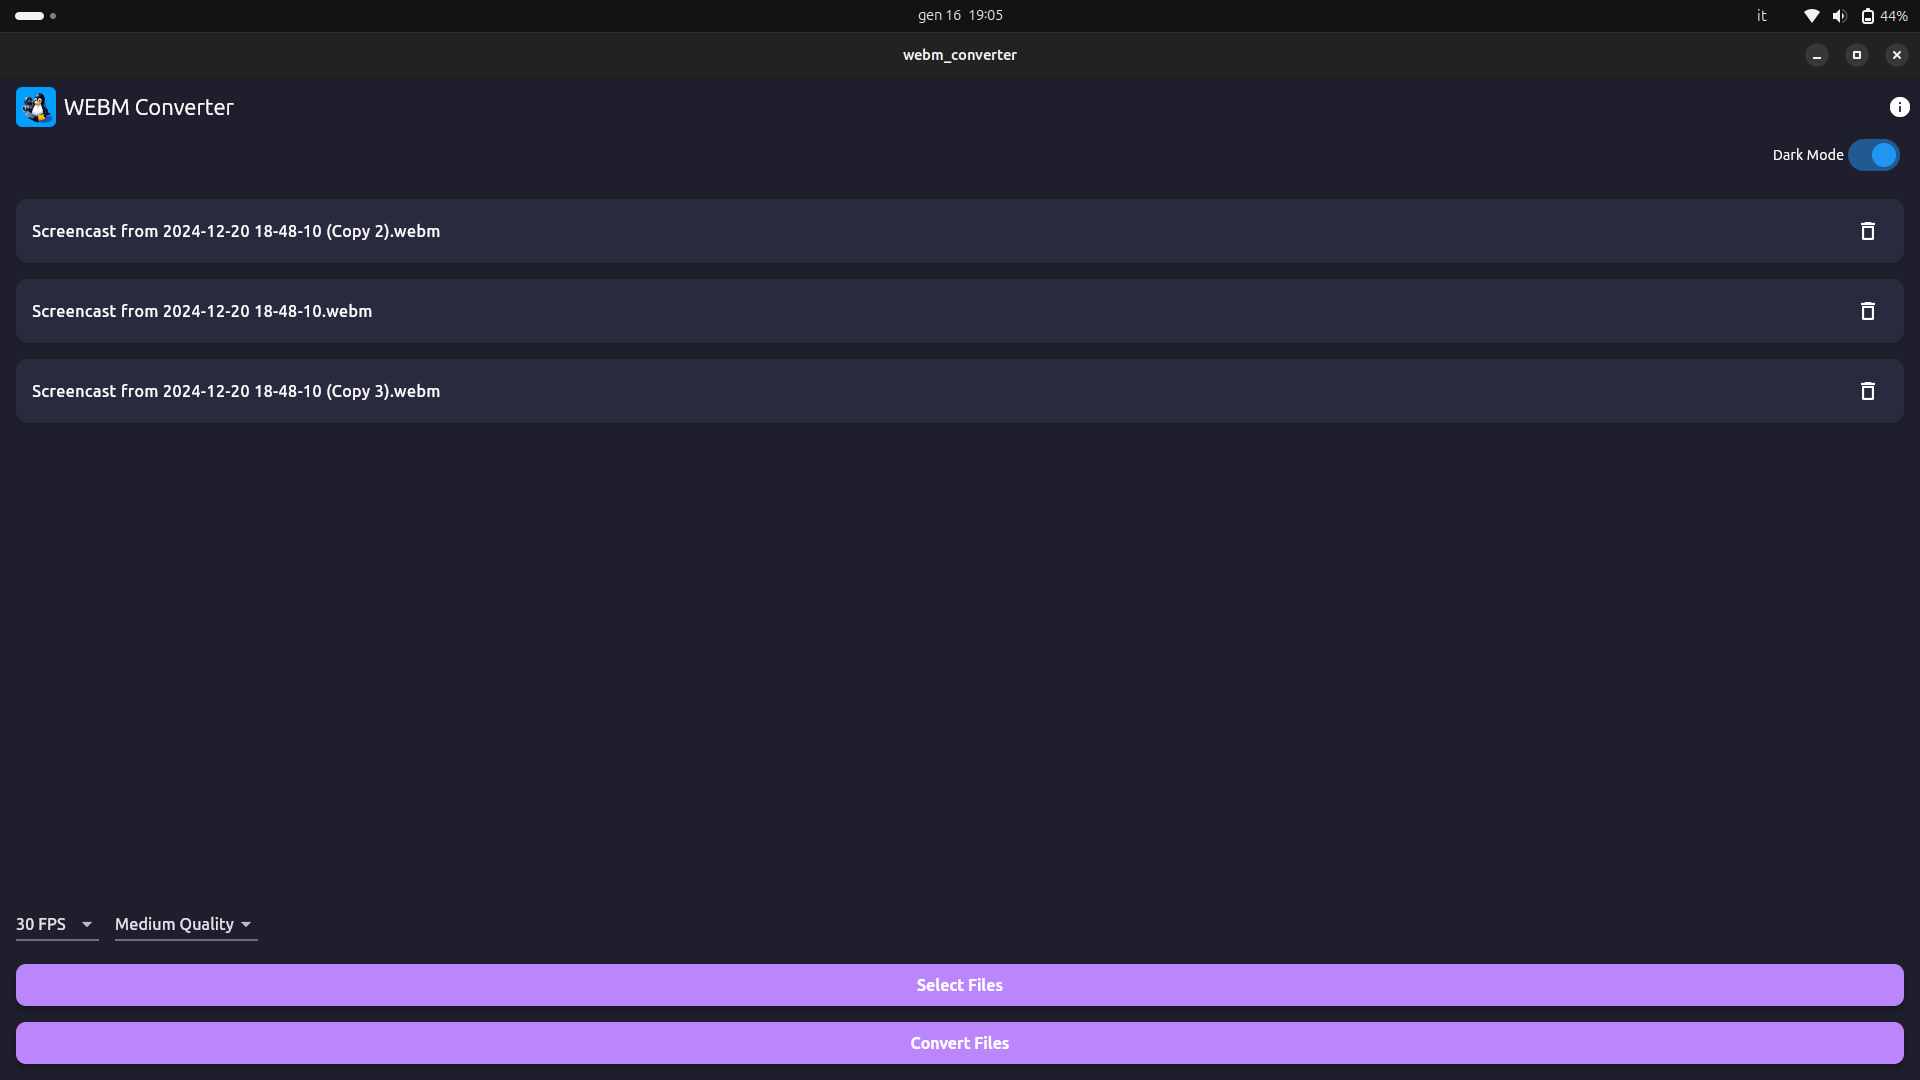 gen 16 19:05
it
44%
webm_converter
WEBM Converter
Dark Mode
Screencast from 2024-12-20 18-48-10 (Copy 2).webm
Screencast from 2024-12-20 18-48-10.webm
Screencast from 2024-12-20 18-48-10 (Copy 3).webm
30 FPS
Medium Quality
Select Files
Convert Files